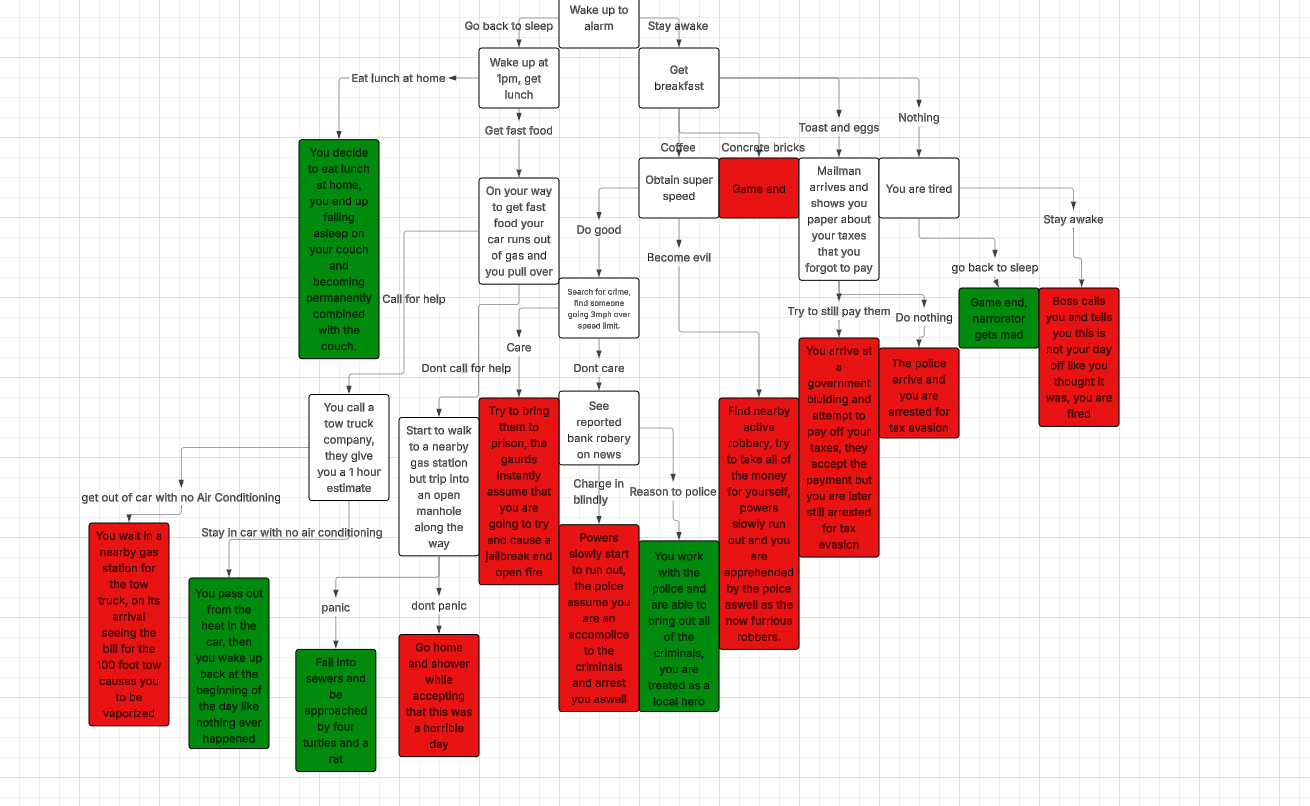 Wake up to
alarm
Go back to sleep
Stay awake
Wake up at
1pm, get
lunch
Get
breakfast
Eat lunch at home
Get fast food
Coffee
Concrete bricks
Toast and eggs
Nothing
You decide
to eat lunch
at home,
you end up
falling
asleep on
your couch
and
becoming
permanently
combined
with the
couch.
On your way
to get fast
food your
car runs out
of gas and
you pull over
Obtain super
speed
Game end
Mailman
arrives and
shows you
paper about
your taxes
that you
forgot to pay
You are tired
Do good
Become evil
Stay awake
go back to sleep
Call for help
Search for crime,
find someone
going 3mph over
speed limit.
Try to still pay them
Do nothing
Game end,
narrorator
gets mad
Boss calls
you and tells
you this is
not your day
off like you
thought it
was, you are
fired
Care
Dont call for help
Dont care
You arrive at
a
government
biulding and
attempt to
pay off your
taxes, they
accept the
payment but
you are later
still arrested
for tax
evasion
The police
arrive and
you are
arrested for
tax evasion
You call a
tow truck
company,
they give
you a 1 hour
estimate
Start to walk
to a nearby
gas station
but trip into
an open
manhole
along the
way
Try to bring
them to
prison, the
gaurds
instantly
assume that
you are
going to try
and cause a
jailbreak and
open fire
See
reported
bank robery
on news
Find nearby
active
robbery, try
to take all of
the money
for yourself,
powers
slowly run
out and you
are
apprehended
by the poice
aswell as the
now furrious
robbers.
Charge in
blindly
Reason to police
get out of car with no Air Conditioning
Stay in car with no air conditioning
You wait in a
nearby gas
station for
the tow
truck, on its
arrival
seeing the
bill for the
100 foot tow
causes you
to be
vaporized
You pass out
from the
heat in the
car, then
you wake up
back at the
beginning of
the day like
nothing ever
happened
panic
dont panic
Fall into
sewers and
be
approached
by four
turtles and a
rat
Go home
and shower
while
accepting
that this was
a horrible
day
Powers
slowly start
to run out,
the poice
assume you
are an
accomplice
to the
criminals
and arrest
you aswell
You work
with the
police and
are able to
bring out all
of the
criminals,
you are
treated as a
local hero